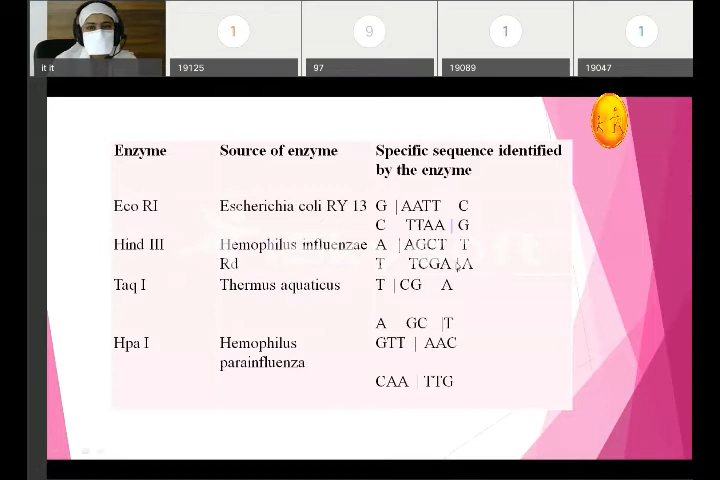 1
9
1
1
it it
19125
97
19089
19047
Enzyme Source of enzyme Specific sequence identified
by the enzyme
Eco RI Escherichia coli RY 13 G | AATT C
C TTAA | G
Hind III Hemophilus influenzae A | AGCT T
Rd T TCGA | A
Taq I Thermus aquaticus T | CG A
A GC | T
Hpa I Hemophilus GTT | AAC
parainfluenza
CAA | TTG